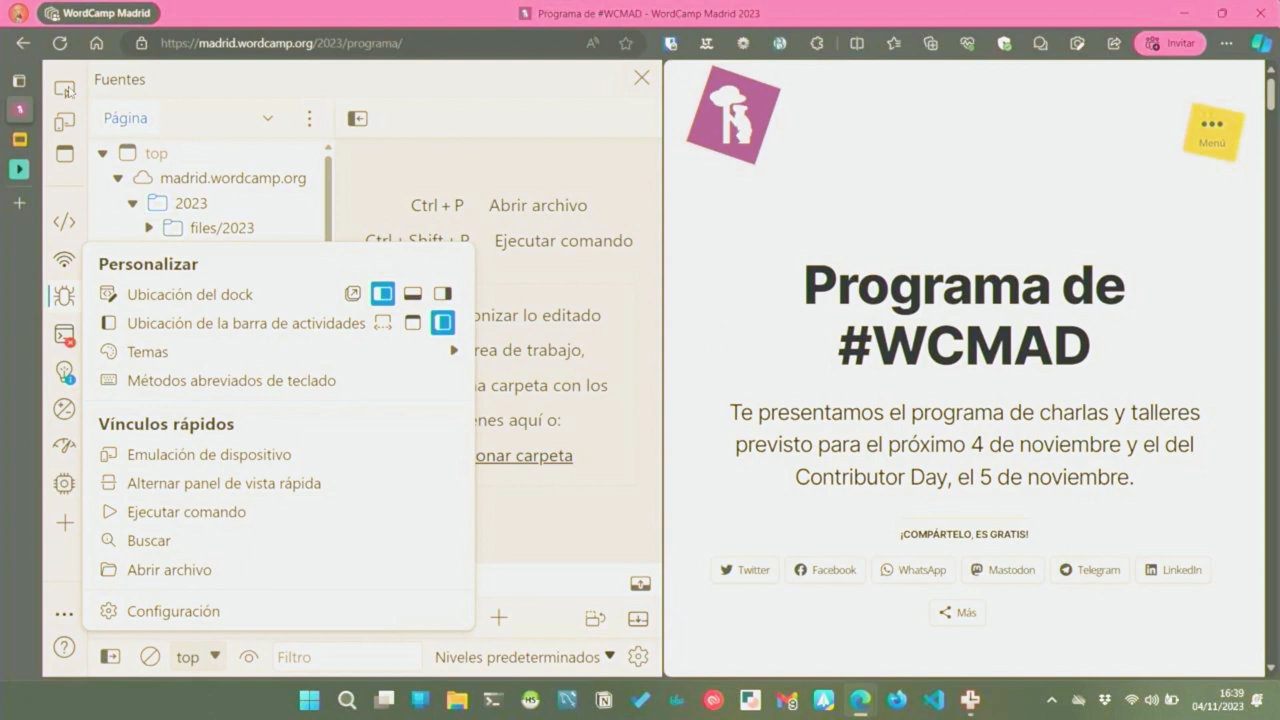 WordCamp Madrid
Programa de #WCMAD - WordCamp Madrid 2023
https://madrid.wordcamp.org/2023/programa/
Invitar
Fuentes
Página
top
madrid.wordcamp.org
2023
files/2023
Ctrl + P Abrir archivo
Ctrl + Shift + P Ejecutar comando
onizar lo editado
rea de trabajo,
a carpeta con los
enes aquí o:
onar carpeta
Personalizar
Ubicación del dock
Ubicación de la barra de actividades
Temas
Métodos abreviados de teclado
Vínculos rápidos
Emulación de dispositivo
Alternar panel de vista rápida
Ejecutar comando
Buscar
Abrir archivo
Configuración
top
Filtro
Niveles predeterminados
Menú
Programa de
#WCMAD
Te presentamos el programa de charlas y talleres
previsto para el próximo 4 de noviembre y el del
Contributor Day, el 5 de noviembre.
¡COMPÁRTELO, ES GRATIS!
Twitter
Facebook
WhatsApp
Mastodon
Telegram
LinkedIn
Más
16:39
04/11/2023